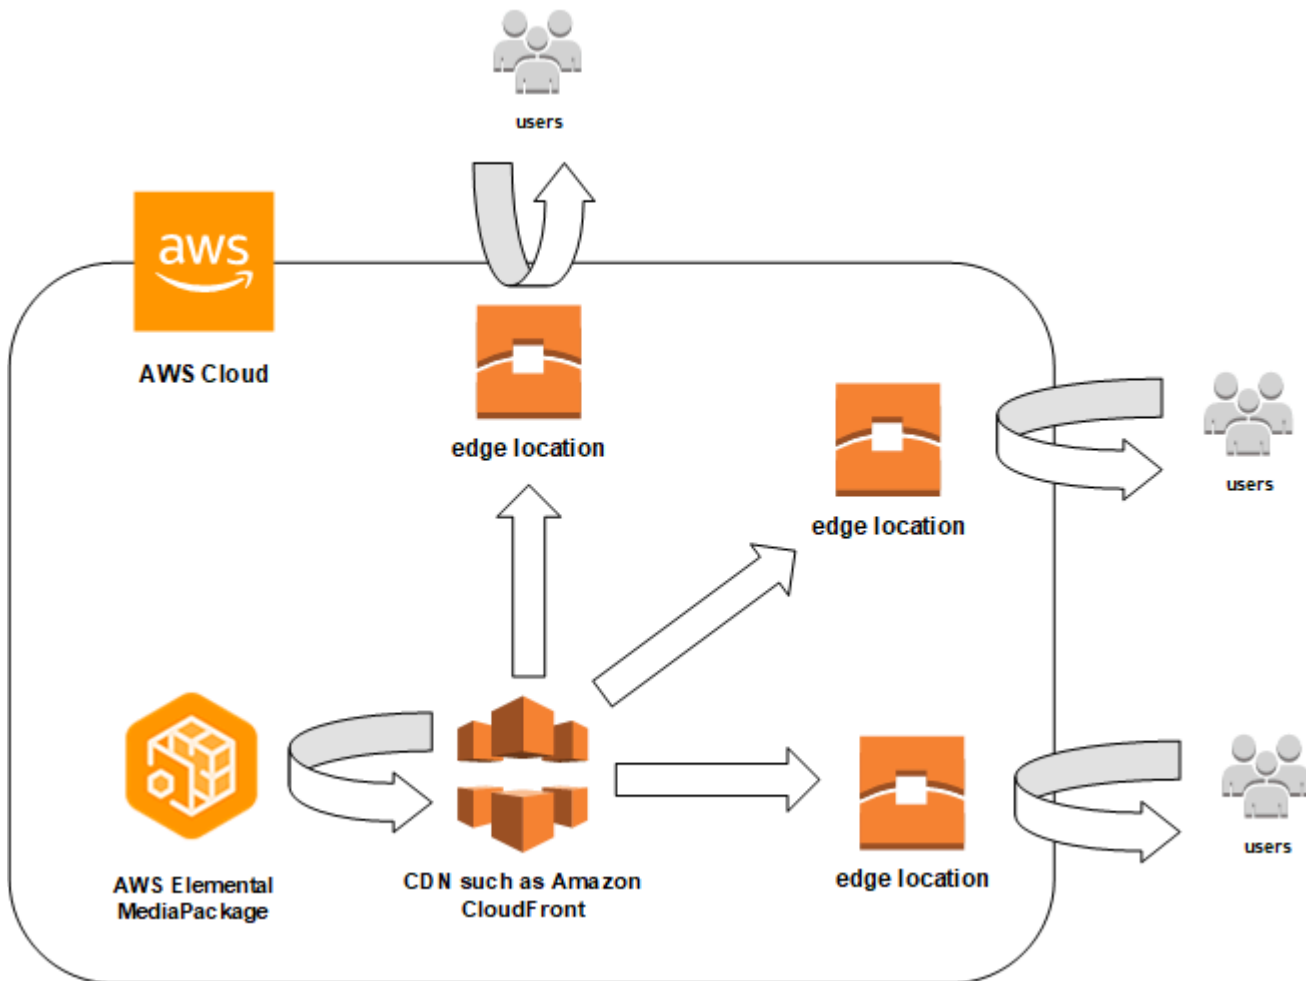 users
aws
AWS Cloud
edge location
users
edge location
AWS Elemental
MediaPackage
CDN such as Amazon
CloudFront
edge location
users